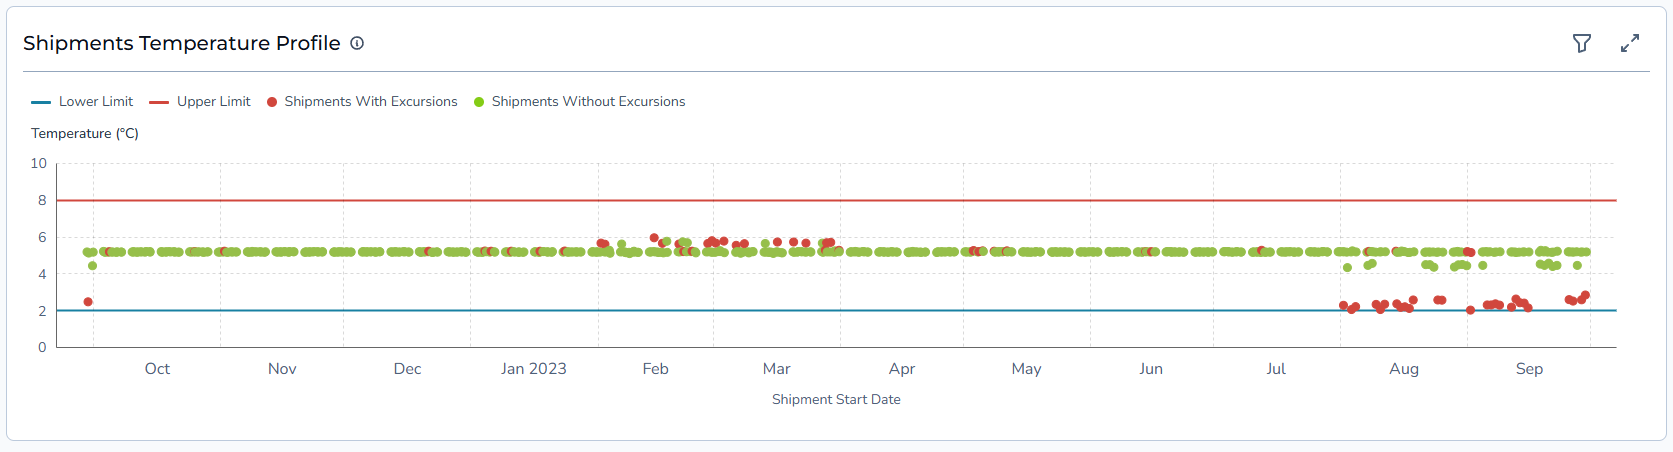 Shipments Temperature Profile
Lower Limit Upper Limit Shipments With Excursions Shipments Without Excursions
Temperature (°C)
10
8
6
4
2
0
Oct Nov Dec Jan 2023 Feb Mar Apr May Jun Jul Aug Sep
Shipment Start Date